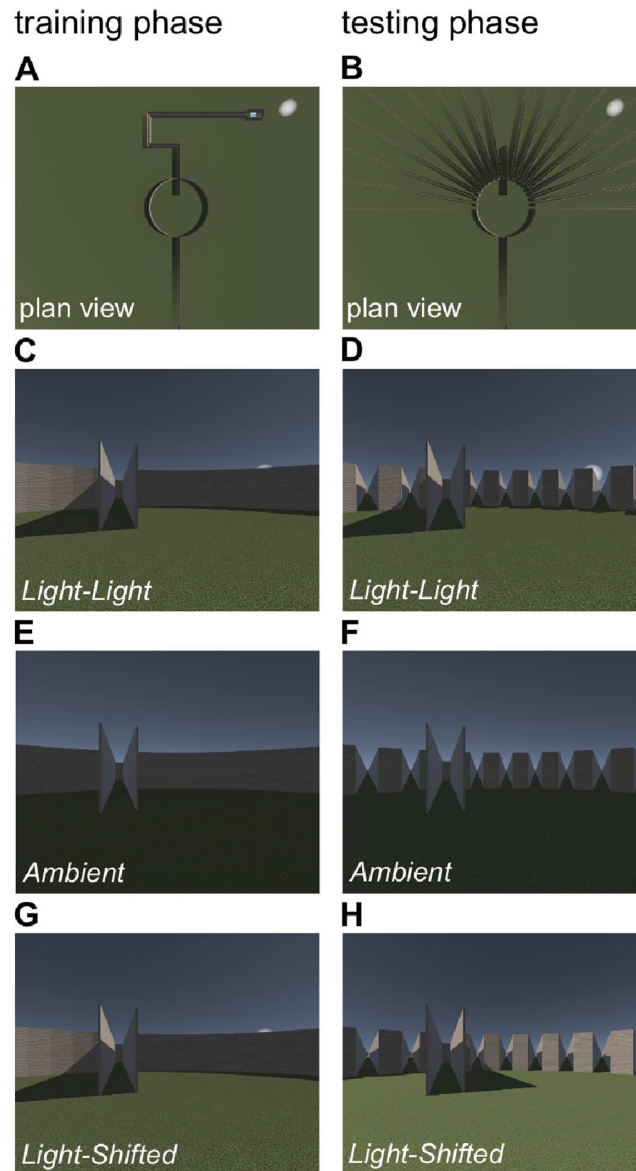 training phase
testing phase
A
B
plan view
plan view
C
D
Light-Light
Light-Light
E
F
Ambient
Ambient
G
H
Light-Shifted
Light-Shifted